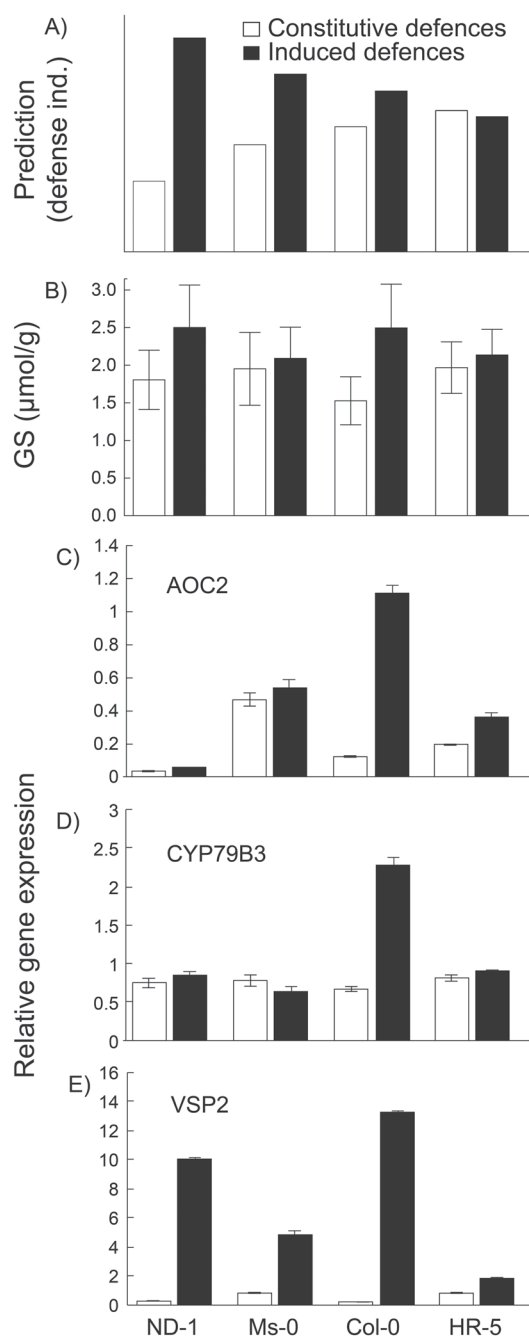 A)
Constitutive defences
Induced defences
Prediction
(defense ind.)
B)
3.0
2.5
2.0
1.5
1.0
0.5
0.0
GS (µmol/g)
C)
AOC2
1.4
1.2
1
0.8
0.6
0.4
0.2
0
Relative gene expression
D)
CYP79B3
3
2.5
2
1.5
1
0.5
0
E)
VSP2
16
14
12
10
8
6
4
2
0
ND-1 Ms-0 Col-0 HR-5